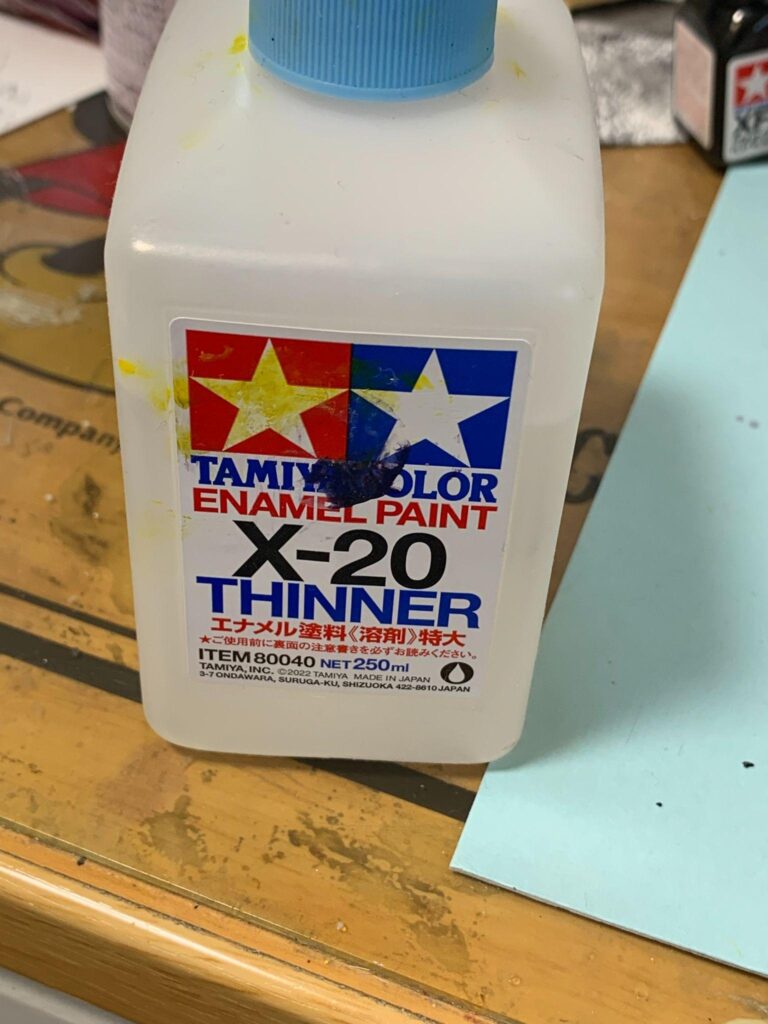 XF
TAMIYA COLOR
ENAMEL PAINT
X-20
THINNER
エナメル塗料《溶剤》特大
★ご使用前に裏面の注意書きを必ずお読みください。
ITEM 80040 NET 250ml
TAMIYA, INC. ©2022 TAMIYA MADE IN JAPAN
3-7 ONDAWARA, SURUGA-KU, SHIZUOKA 422-8610 JAPAN
Company